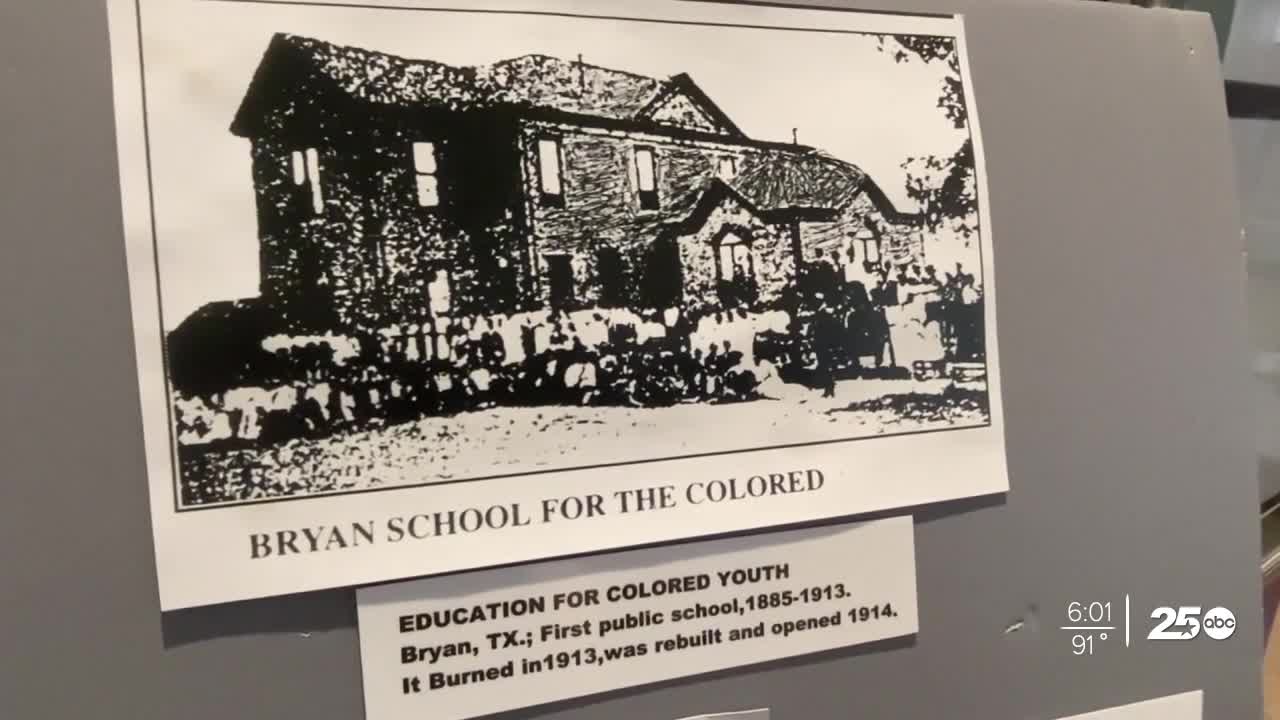 BRYAN SCHOOL FOR THE COLORED
EDUCATION FOR COLORED YOUTH
Bryan, TX.; First public school,1885-1913.
It Burned in1913,was rebuilt and opened 1914.
6:01
91°
25 abc